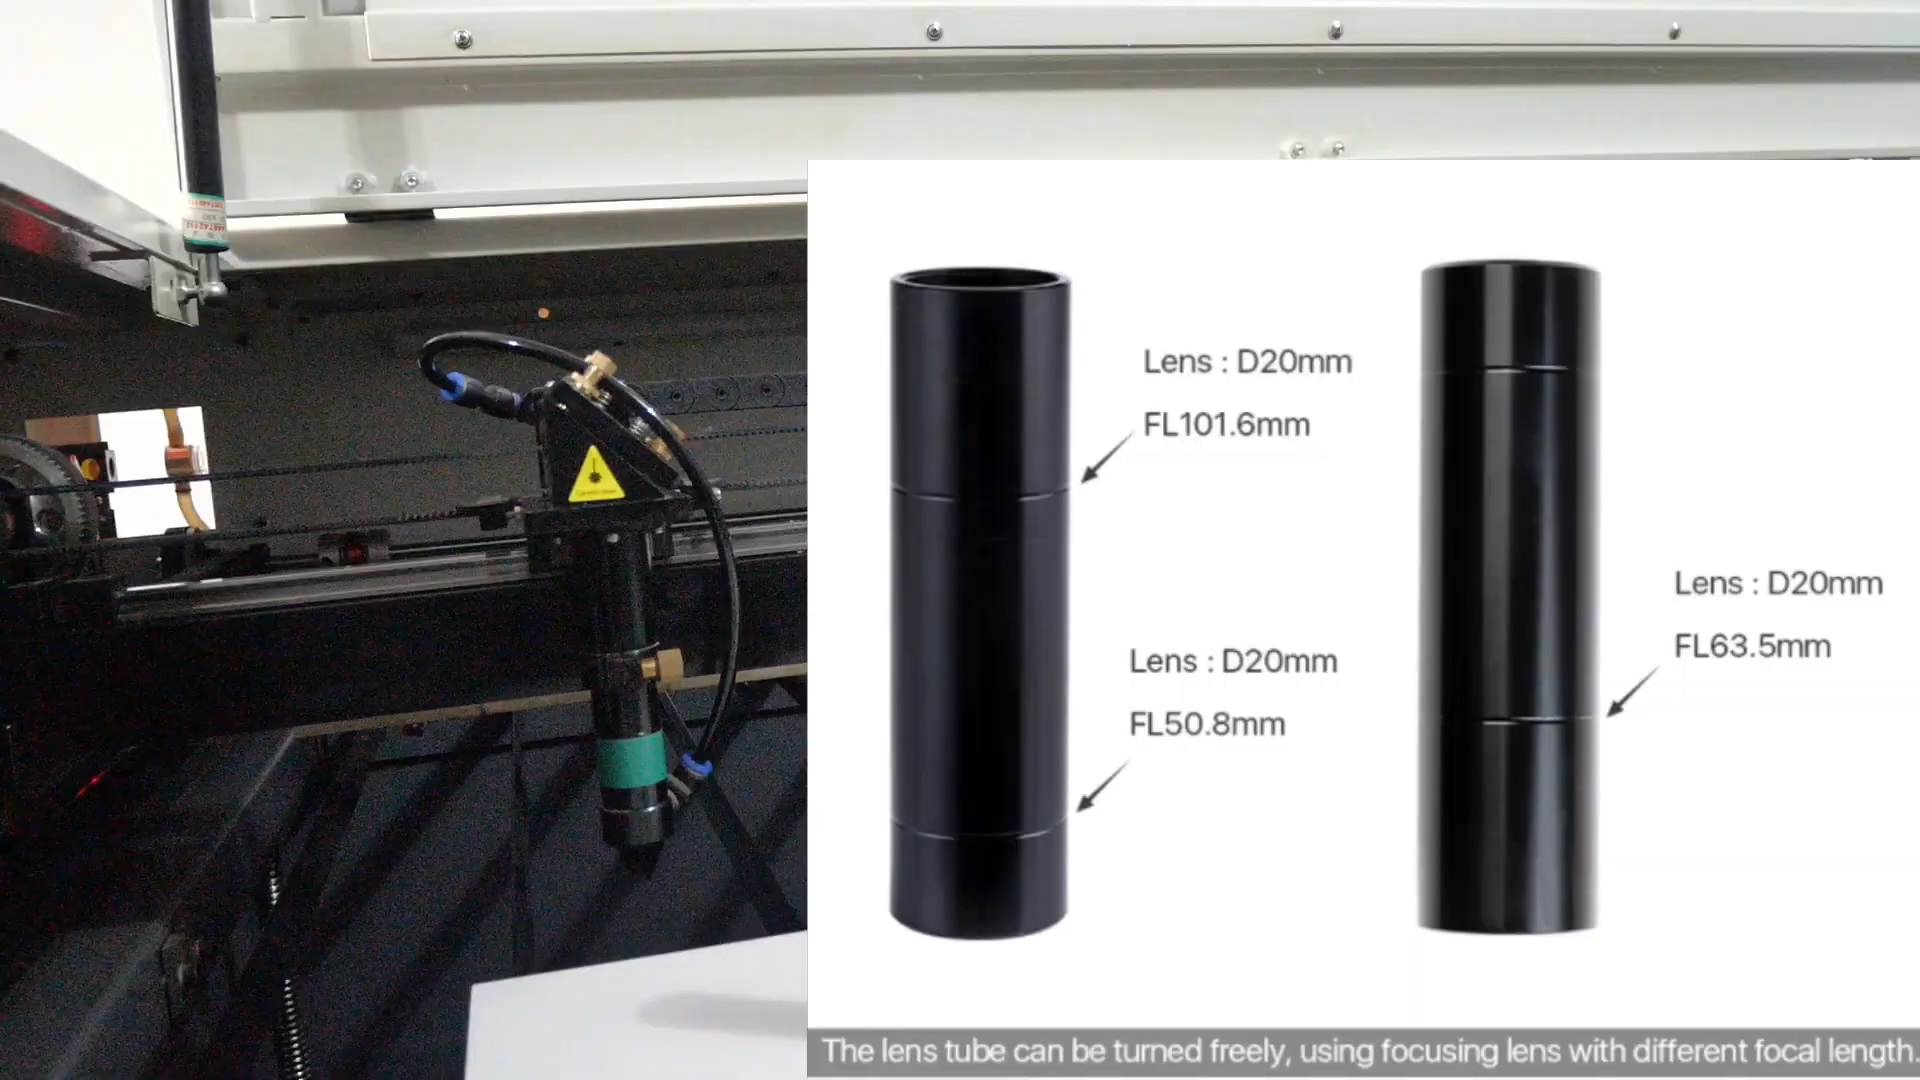 Lens : D20mm
FL101.6mm
Lens : D20mm
FL50.8mm
Lens : D20mm
FL63.5mm
The lens tube can be turned freely, using focusing lens with different focal length.